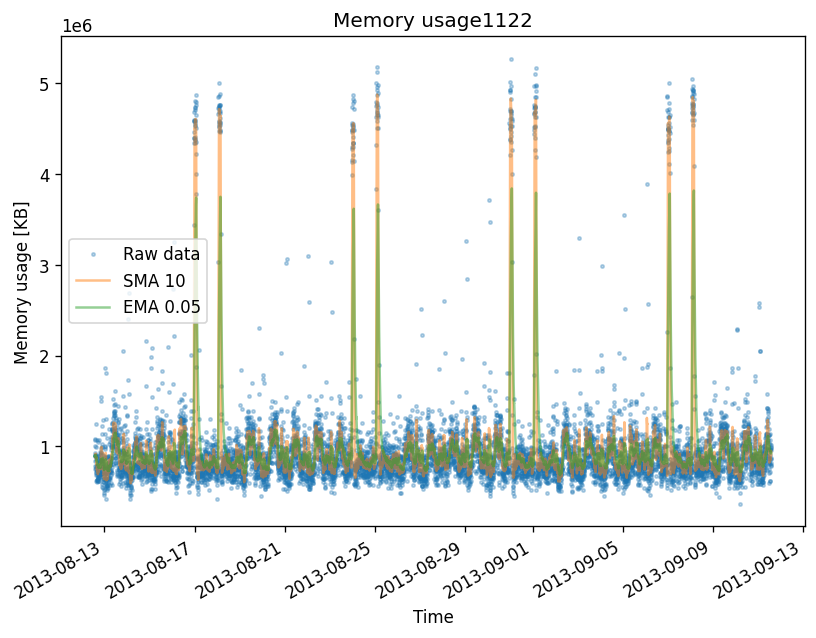 Memory usage1122
1e6
5
4
3
2
1
Memory usage [KB]
Raw data
SMA 10
EMA 0.05
2013-08-13
2013-08-17
2013-08-21
2013-08-25
2013-08-29
2013-09-01
2013-09-05
2013-09-09
2013-09-13
Time